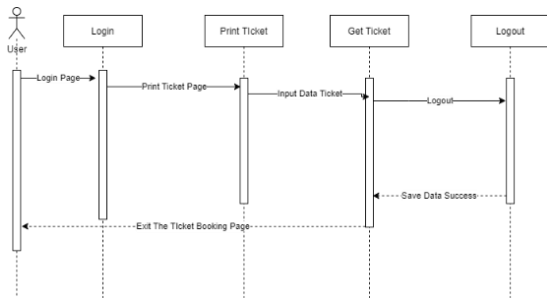 User
Login
Print TIcket
Get Ticket
Logout
Login Page
Print Ticket Page
Input Data Ticket
Logout
Save Data Success
Exit The TIcket Booking Page